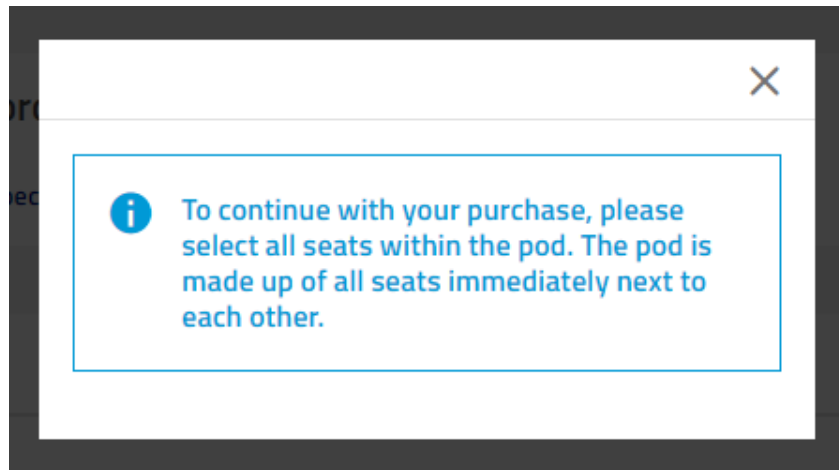 To continue with your purchase, please
select all seats within the pod. The pod is
made up of all seats immediately next to
each other.